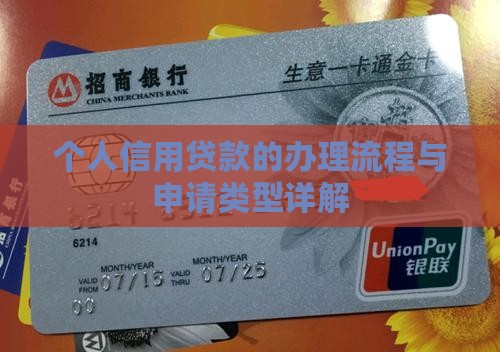 招商银行
CHINA MERCHANTS BANK
生意一卡通金卡
个人信用贷款的办理流程与
申请类型详解
6214
6214
MONTH/YEAR MONTH/YEAR
VALID FROM 07/15 VALID THRU 07/25
00
UnionPay
银联